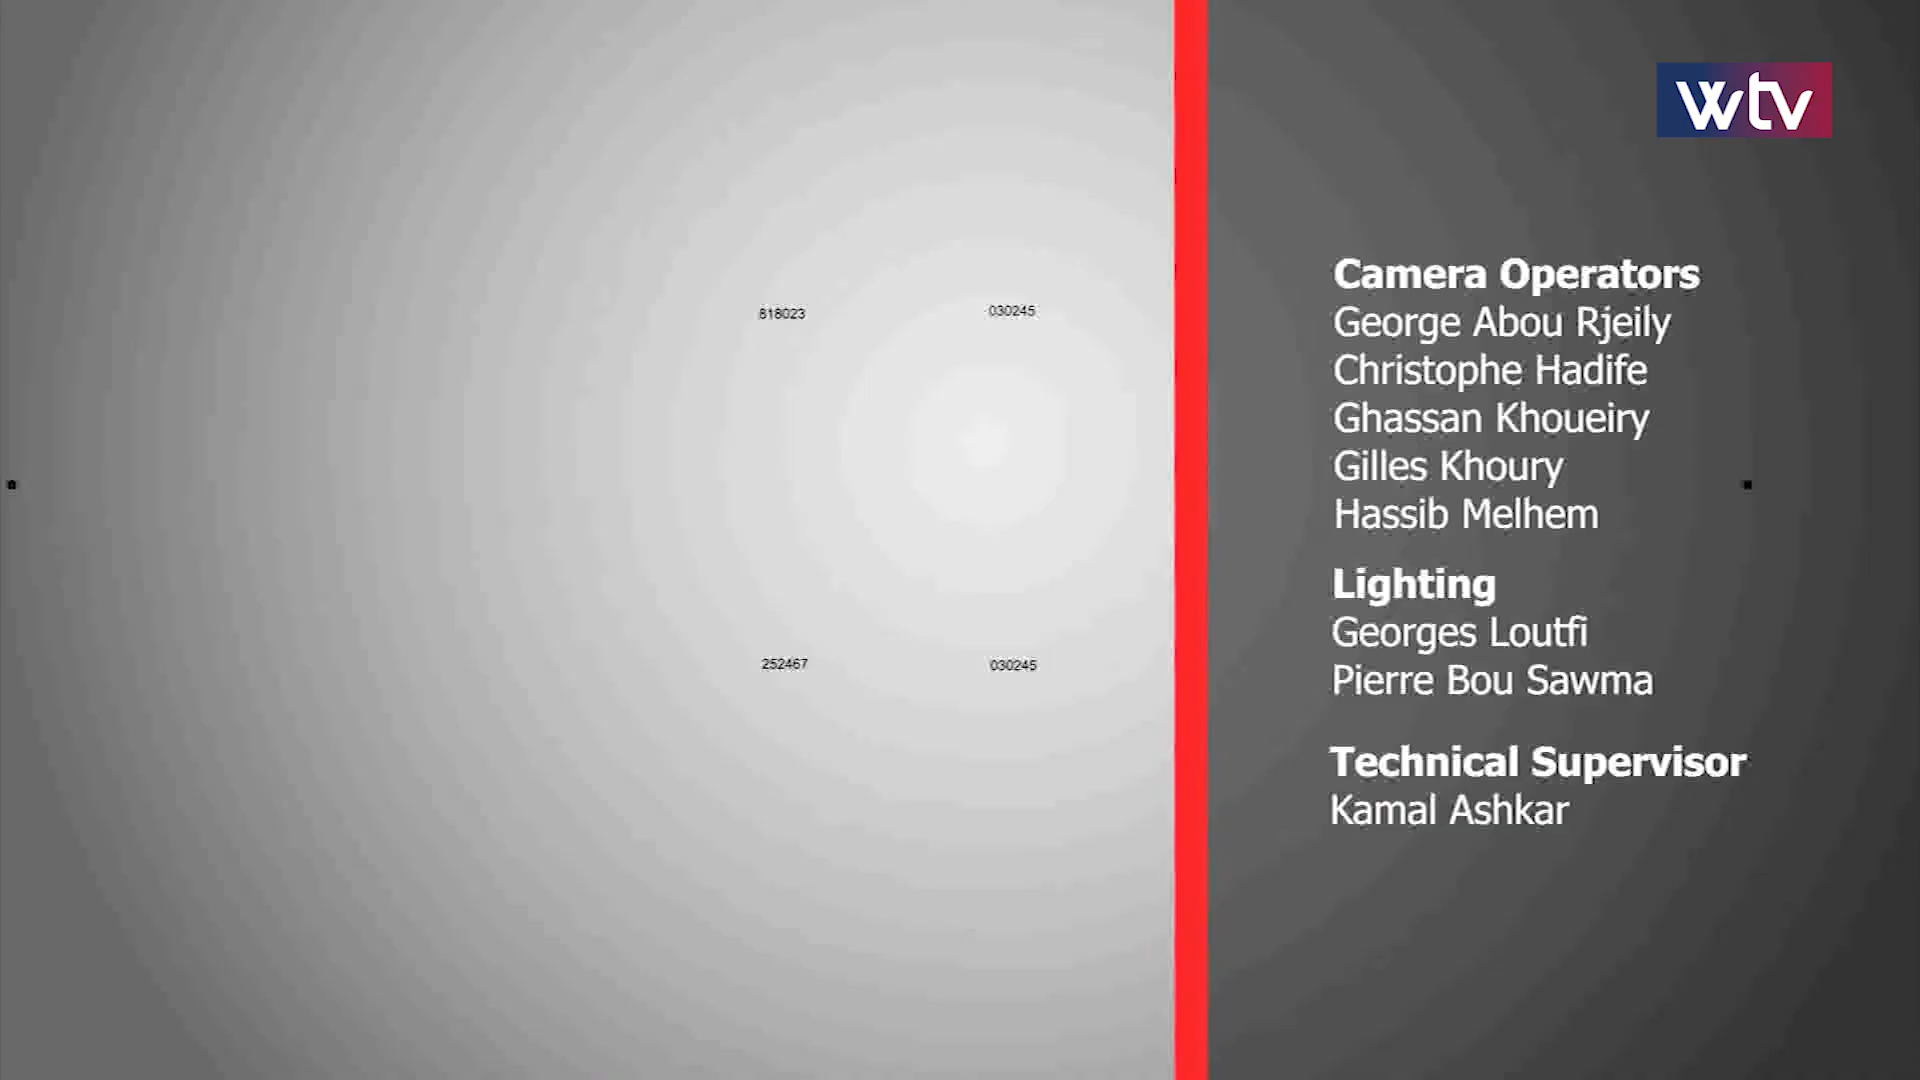 wtv
818023
030245
252467
030245
Camera Operators
George Abou Rjeily
Christophe Hadife
Ghassan Khoueiry
Gilles Khoury
Hassib Melhem
Lighting
Georges Loutfi
Pierre Bou Sawma
Technical Supervisor
Kamal Ashkar